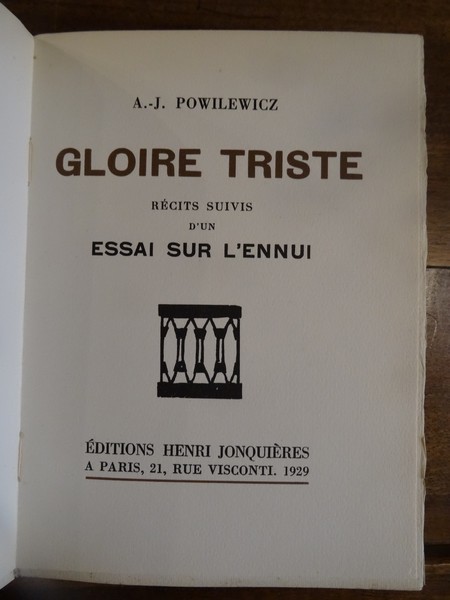 A.-J. POWILEWICZ
GLOIRE TRISTE
RÉCITS SUIVIS
D'UN
ESSAI SUR L'ENNUI
ÉDITIONS HENRI JONQUIÈRES
A PARIS, 21, RUE VISCONTI. 1929